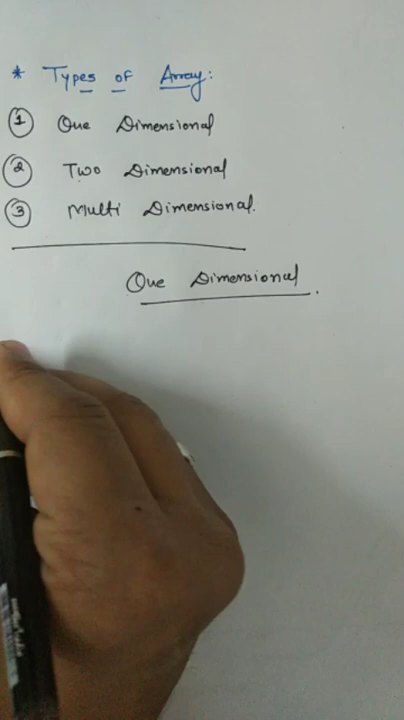 * Types of Array:
1 One Dimensional
2 Two Dimensional
3 Multi Dimensional.
One Dimensional.